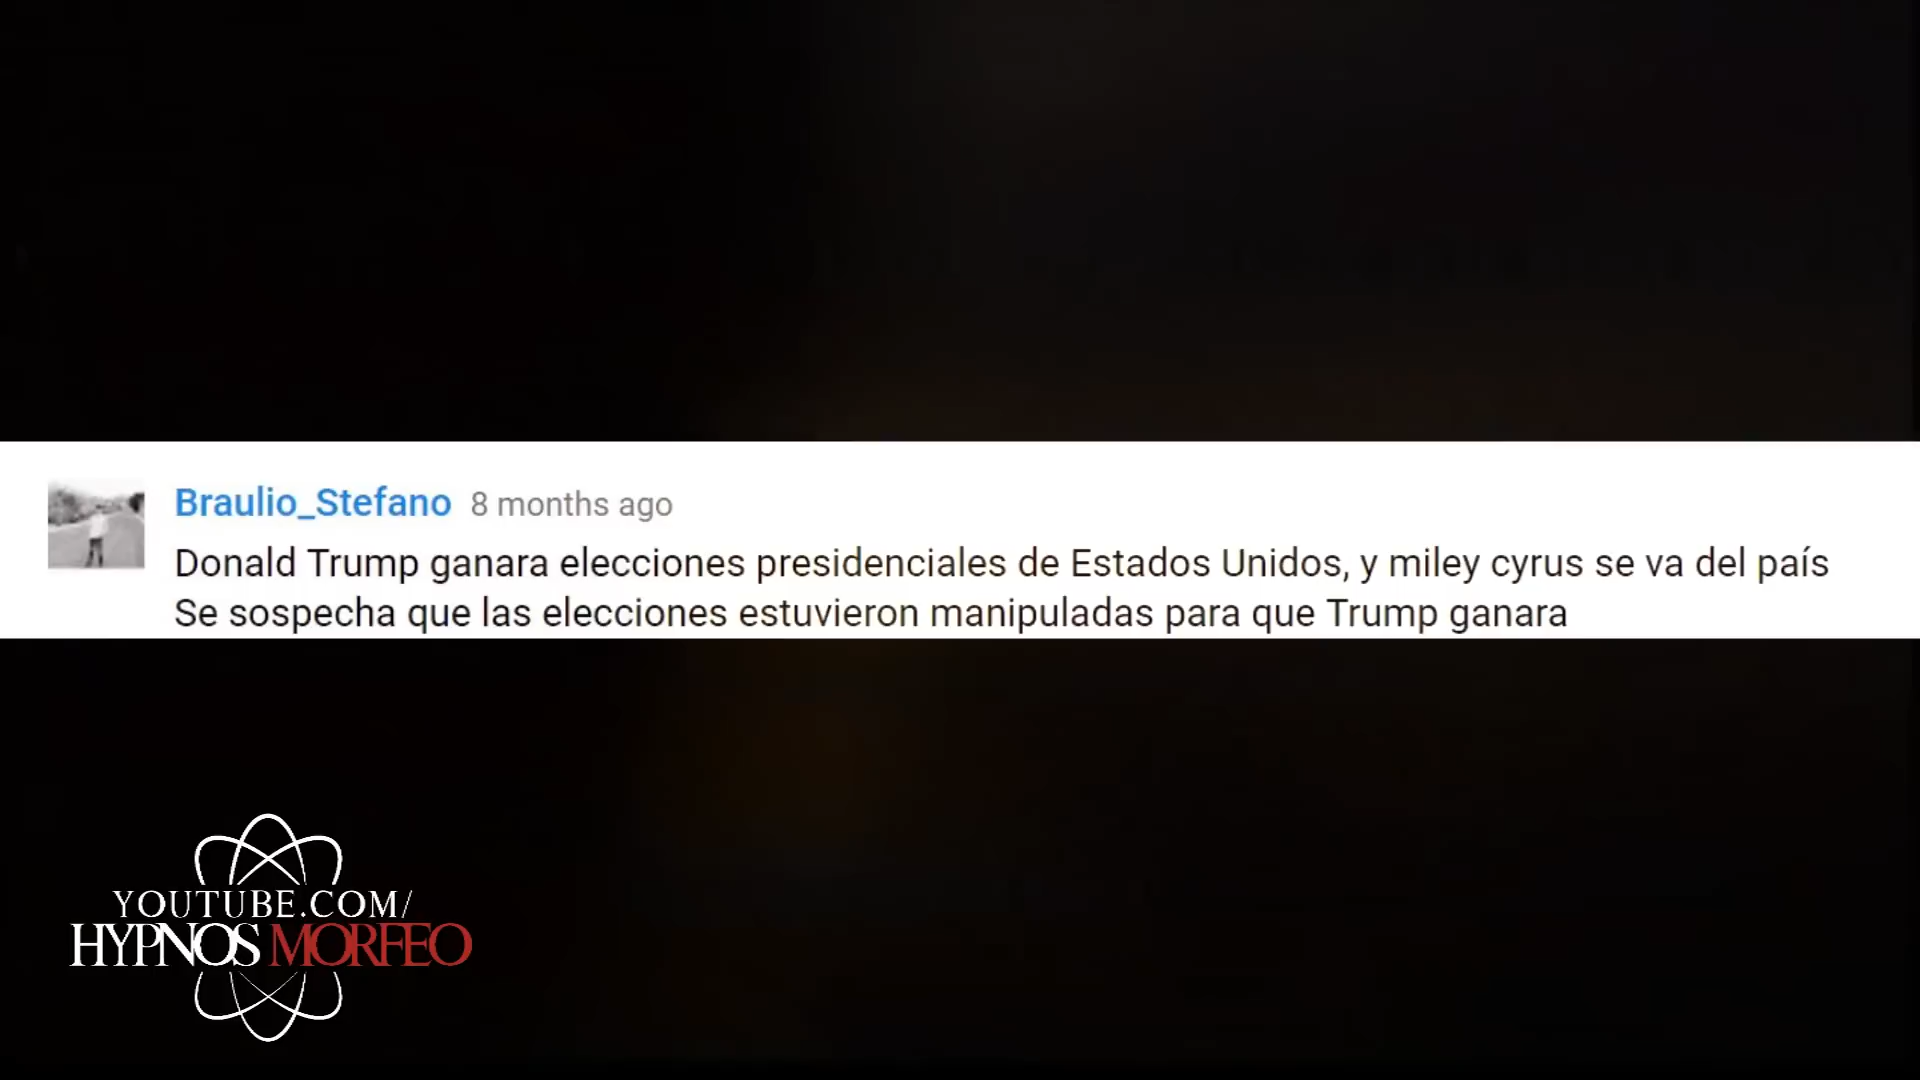 Braulio_Stefano 8 months ago
Donald Trump ganara elecciones presidenciales de Estados Unidos, y miley cyrus se va del país
Se sospecha que las elecciones estuvieron manipuladas para que Trump ganara
YOUTUBE.COM/
HYPNOS MORFEO